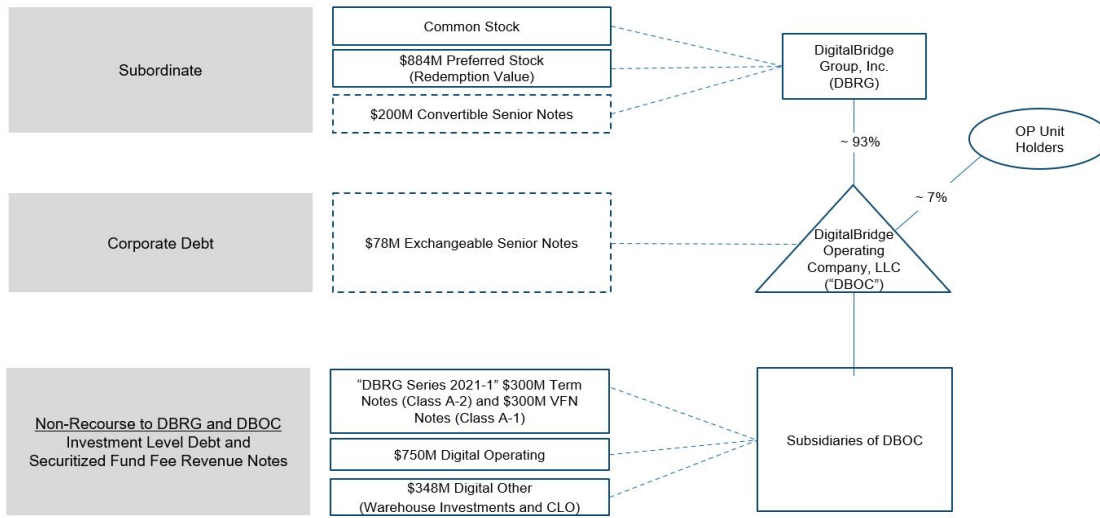 Subordinate
Common Stock
$884M Preferred Stock
(Redemption Value)
$200M Convertible Senior Notes
DigitalBridge
Group, Inc.
(DBRG)
~ 93%
OP Unit
Holders
~ 7%
Corporate Debt
$78M Exchangeable Senior Notes
DigitalBridge
Operating
Company, LLC
("DBOC")
Non-Recourse to DBRG and DBOC
Investment Level Debt and
Securitized Fund Fee Revenue Notes
“DBRG Series 2021-1” $300M Term
Notes (Class A-2) and $300M VFN
Notes (Class A-1)
$750M Digital Operating
$348M Digital Other
(Warehouse Investments and CLO)
Subsidiaries of DBOC